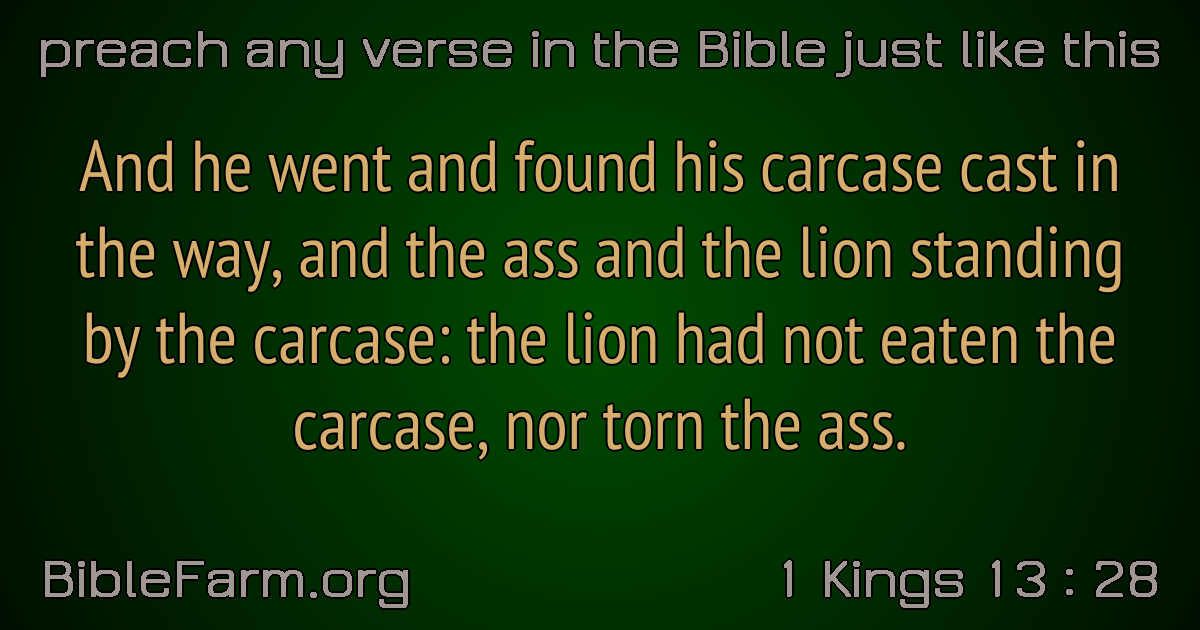 preach any verse in the Bible just like this
And he went and found his carcase cast in
the way, and the ass and the lion standing
by the carcase: the lion had not eaten the
carcase, nor torn the ass.
BibleFarm.org
1 Kings 13 : 28